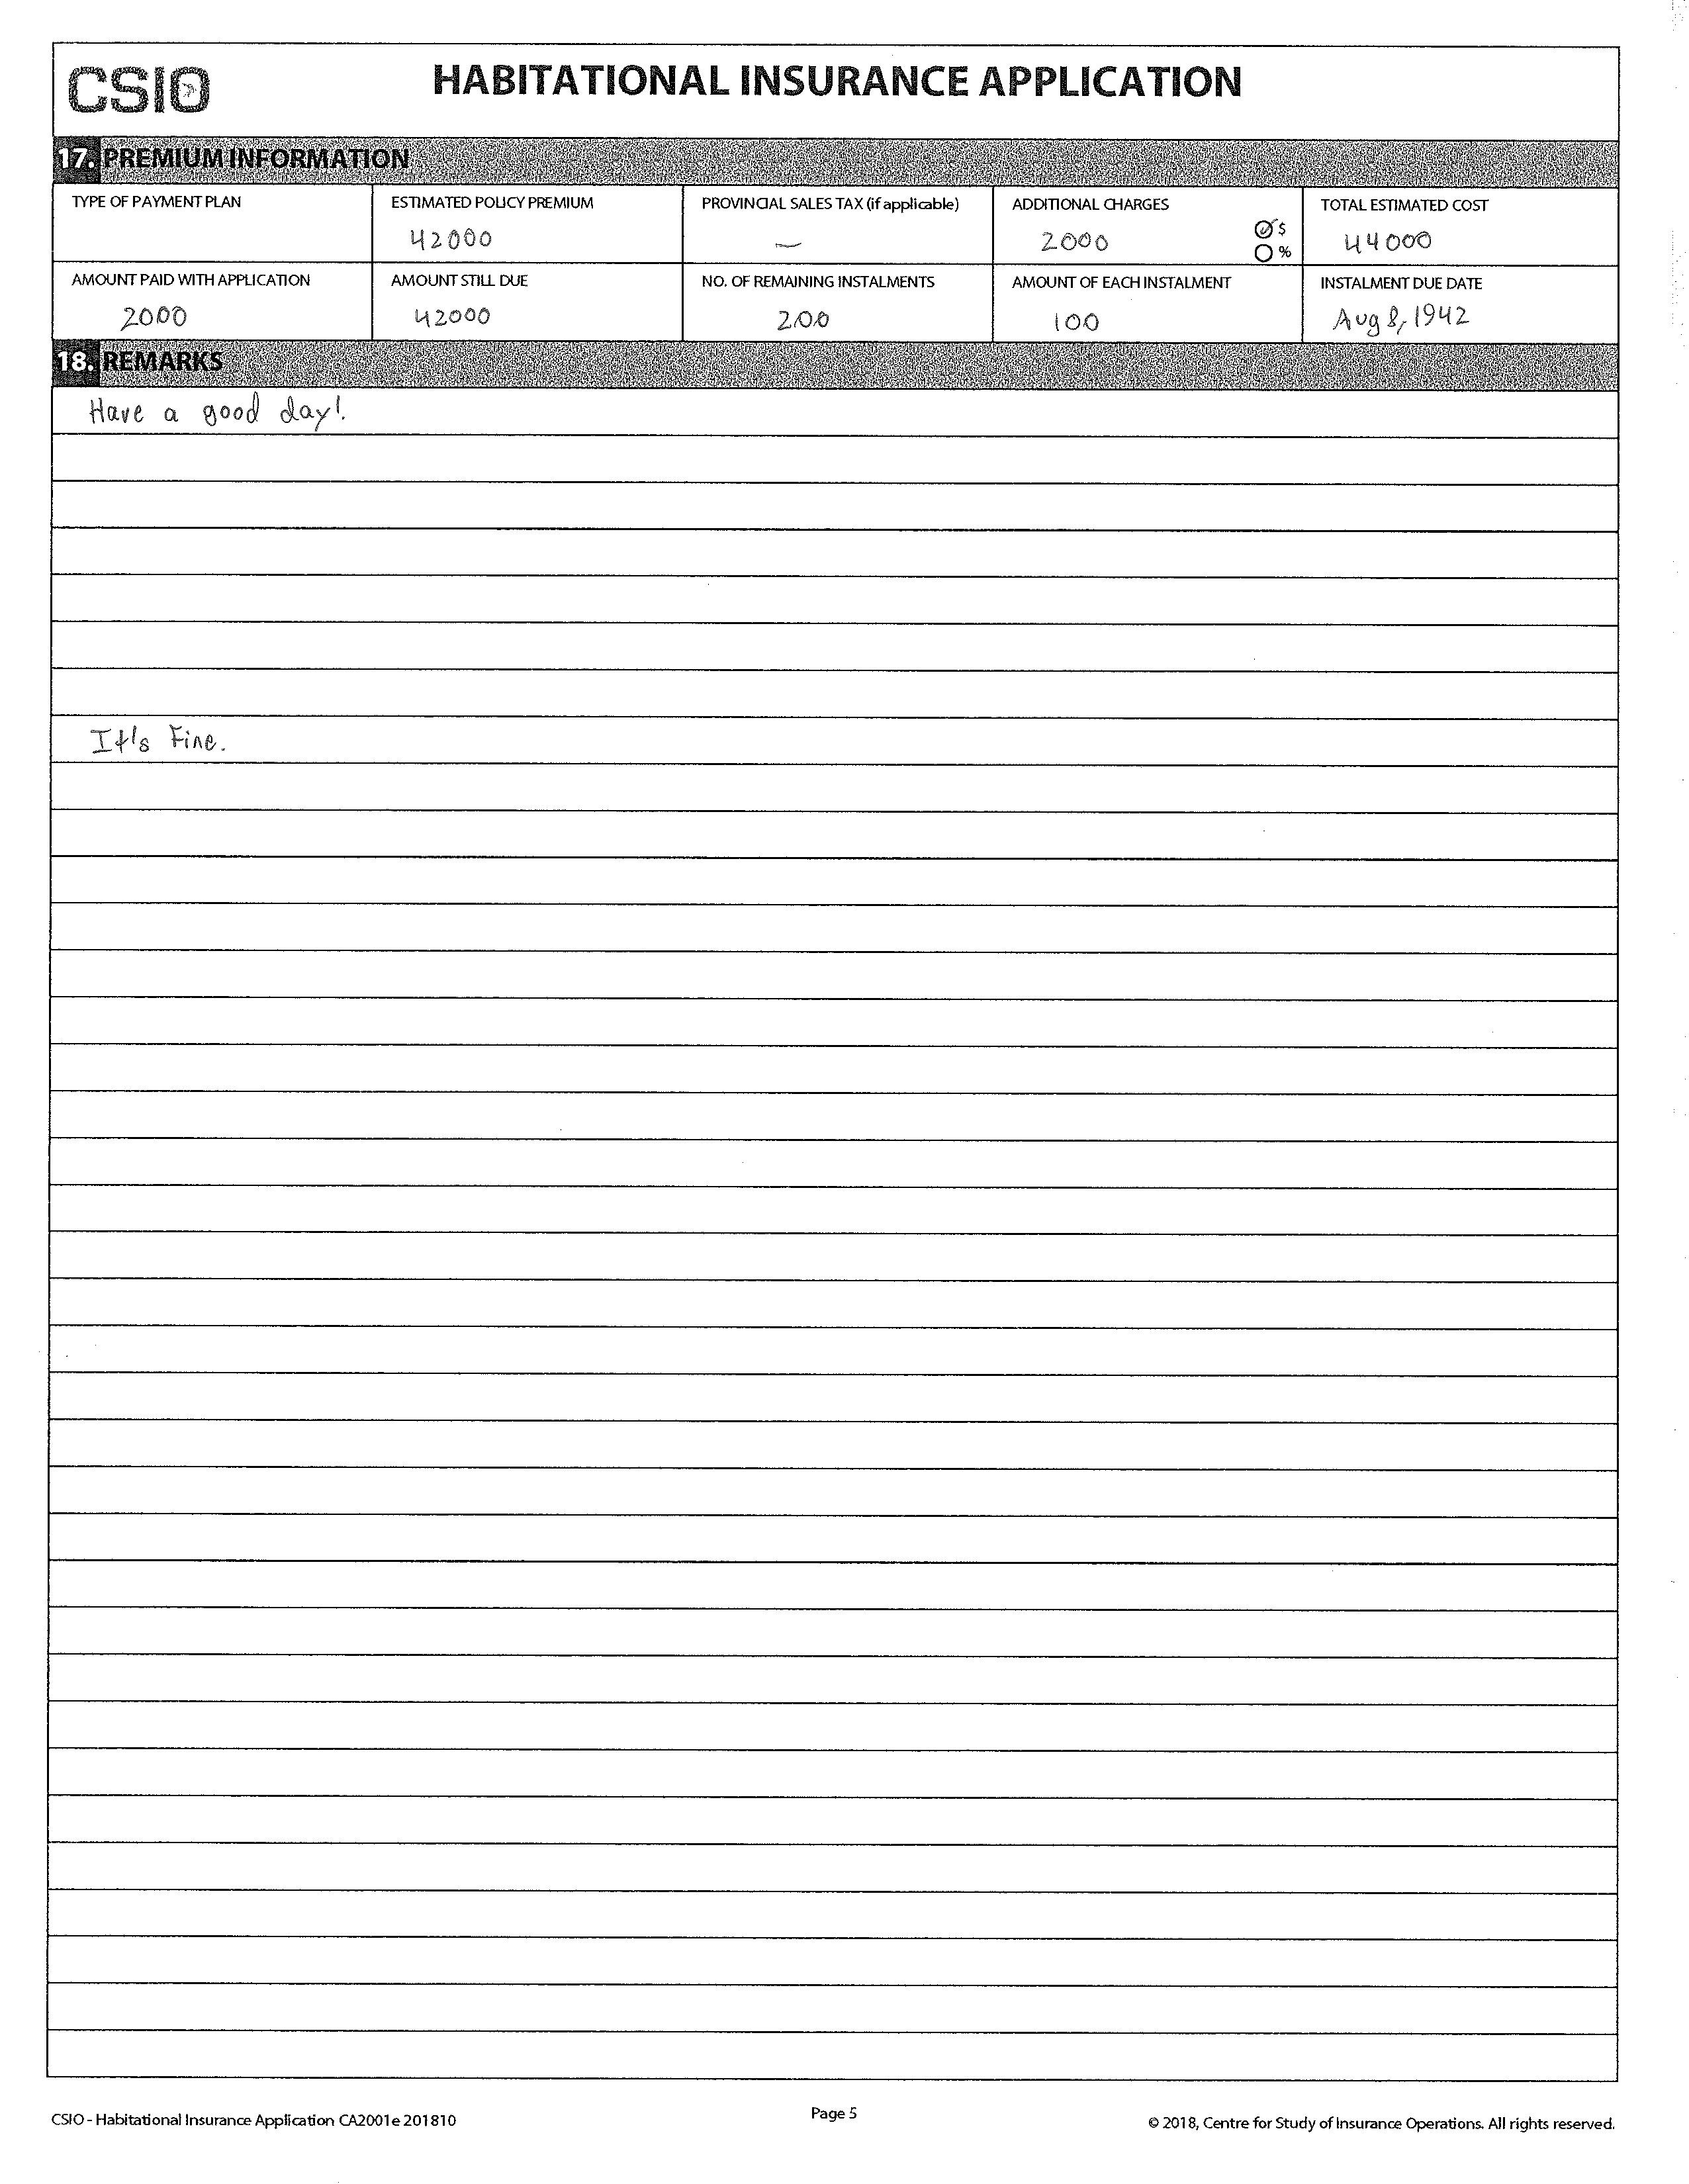 CSIO
HABITATIONAL INSURANCE APPLICATION
17. PREMIUM INFORMATION
TYPE OF PAYMENT PLAN
ESTIMATED POLICY PREMIUM
42000
PROVINCIAL SALES TAX (if applicable)
—
ADDITIONAL CHARGES
2000
$
%
TOTAL ESTIMATED COST
44000
AMOUNT PAID WITH APPLICATION
2000
AMOUNT STILL DUE
42000
NO. OF REMAINING INSTALMENTS
200
AMOUNT OF EACH INSTALMENT
100
INSTALMENT DUE DATE
Aug 8, 1942
18. REMARKS
Have a good day!
It's Fine.
CSIO - Habitational Insurance Application CA2001e 201810
Page 5
© 2018, Centre for Study of Insurance Operations. All rights reserved.